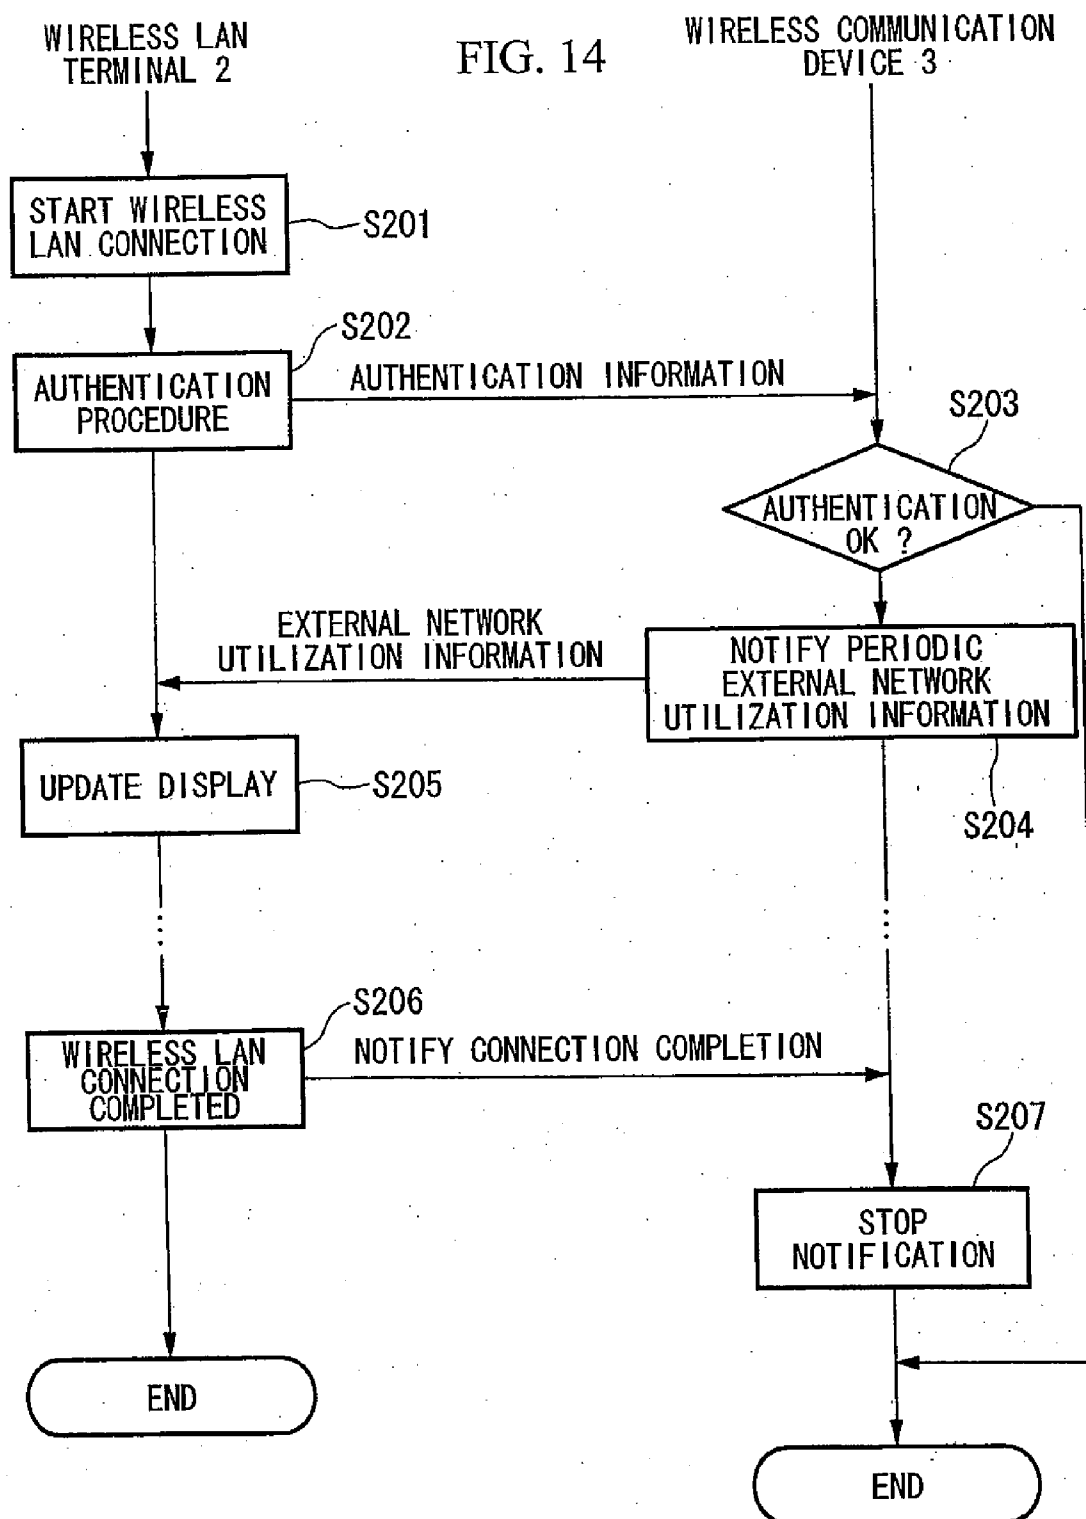 WIRELESS LAN
TERMINAL 2
FIG. 14
WIRELESS COMMUNICATION
DEVICE 3
START WIRELESS
LAN CONNECTION
S201
S202
AUTHENTICATION
PROCEDURE
AUTHENTICATION INFORMATION
S203
AUTHENTICATION
OK ?
EXTERNAL NETWORK
UTILIZATION INFORMATION
NOTIFY PERIODIC
EXTERNAL NETWORK
UTILIZATION INFORMATION
S204
UPDATE DISPLAY
S205
S206
WIRELESS LAN
CONNECTION
COMPLETED
NOTIFY CONNECTION COMPLETION
S207
STOP
NOTIFICATION
END
END